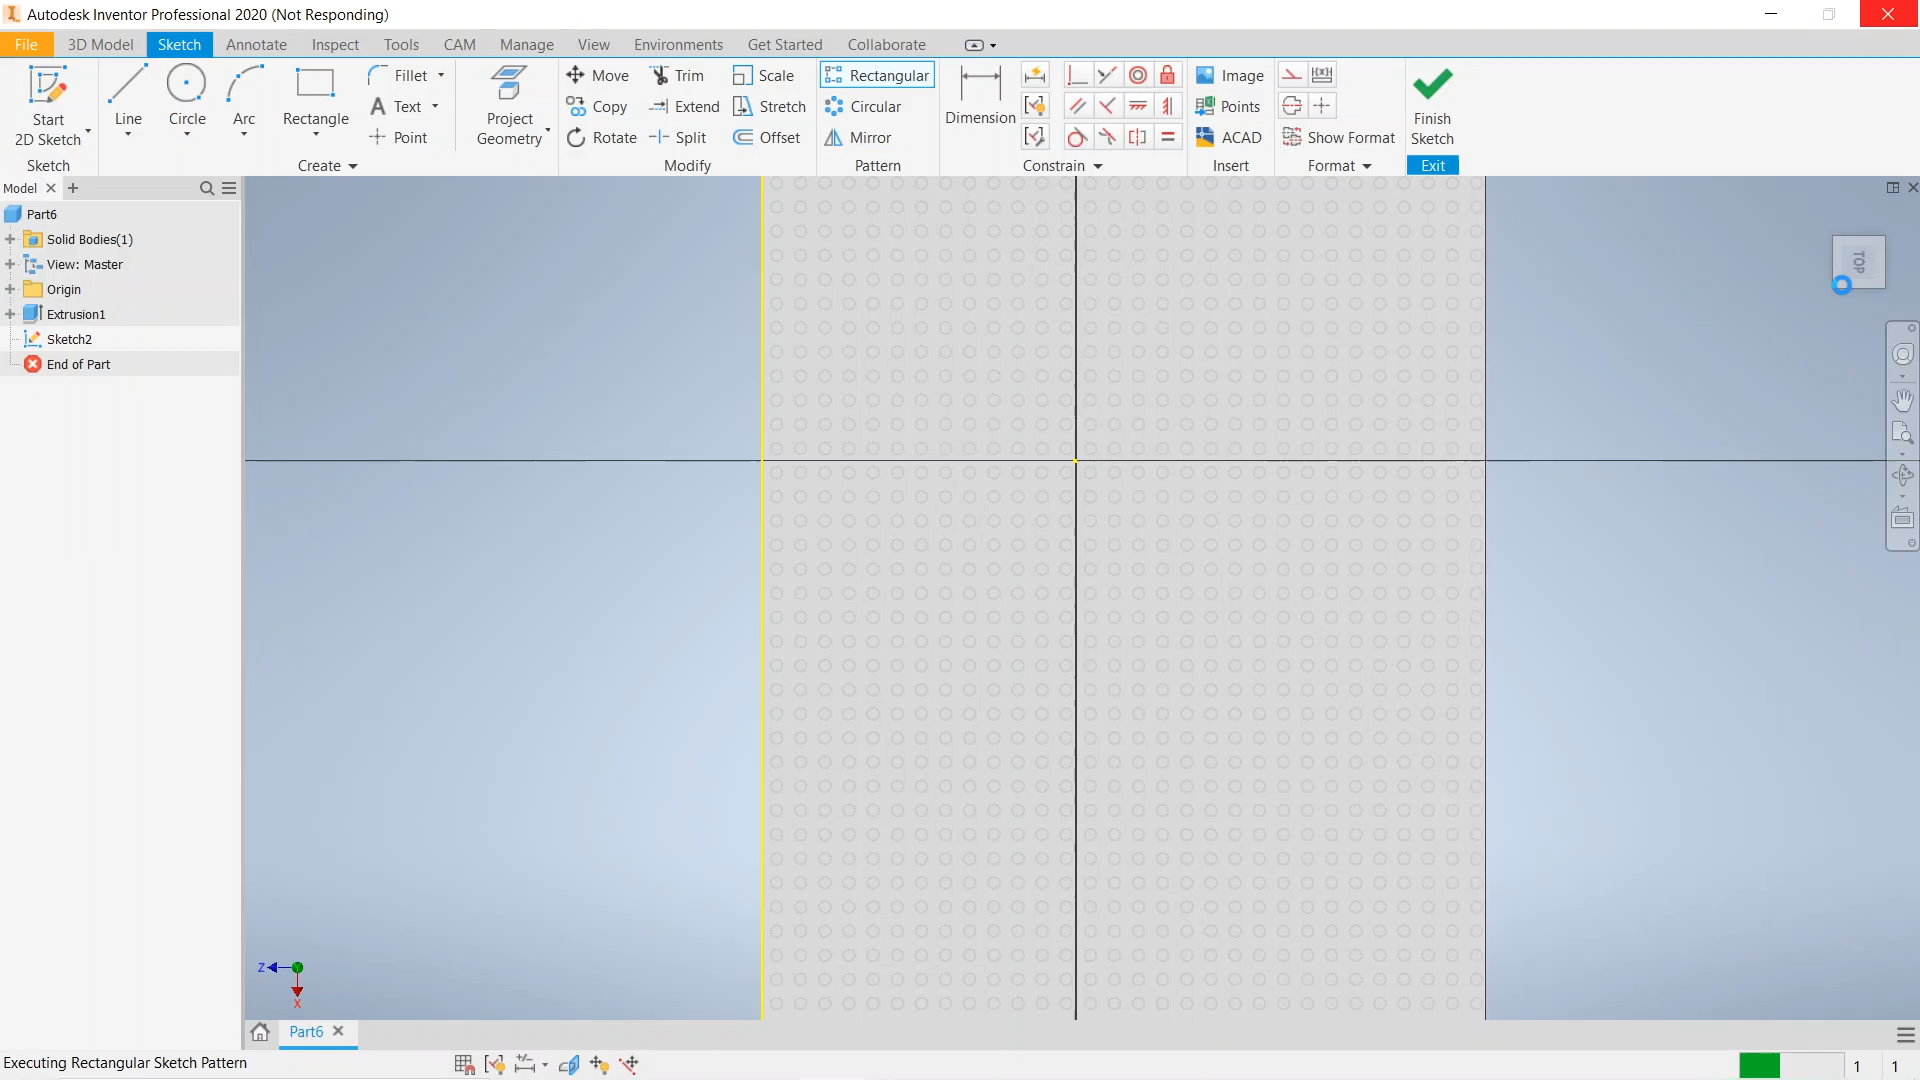 Autodesk Inventor Professional 2020 (Not Responding)
File 3D Model Sketch Annotate Inspect Tools CAM Manage View Environments Get Started Collaborate
Start
2D Sketch
Line Circle Arc Rectangle
Fillet
Text
Point
Project
Geometry
Move Trim Scale
Copy Extend Stretch
Rotate Split Offset
Rectangular
Circular
Mirror
Dimension
Image
Points
ACAD
Show Format
Finish
Sketch
Sketch Create Modify Pattern Constrain Insert Format Exit
Model
Part6
Solid Bodies(1)
View: Master
Origin
Extrusion1
Sketch2
End of Part
TOP
Z
X
Part6
Executing Rectangular Sketch Pattern
1 1